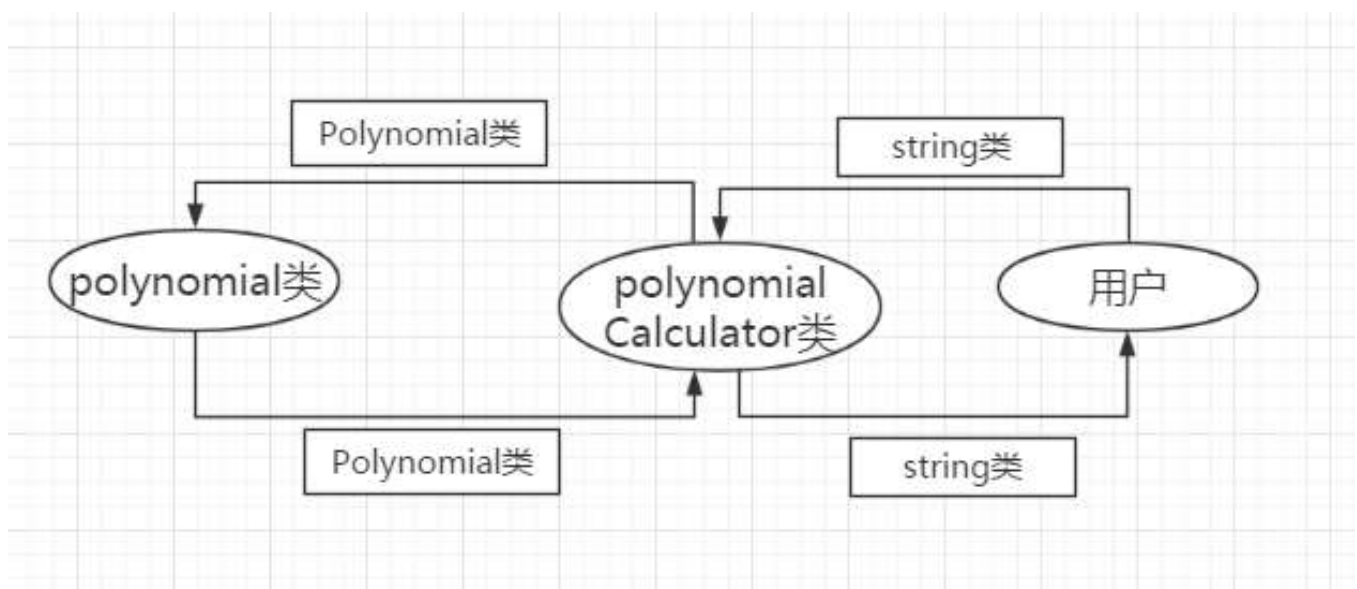 Polynomial类
string类
polynomial类
polynomial
Calculator类
用户
Polynomial类
string类